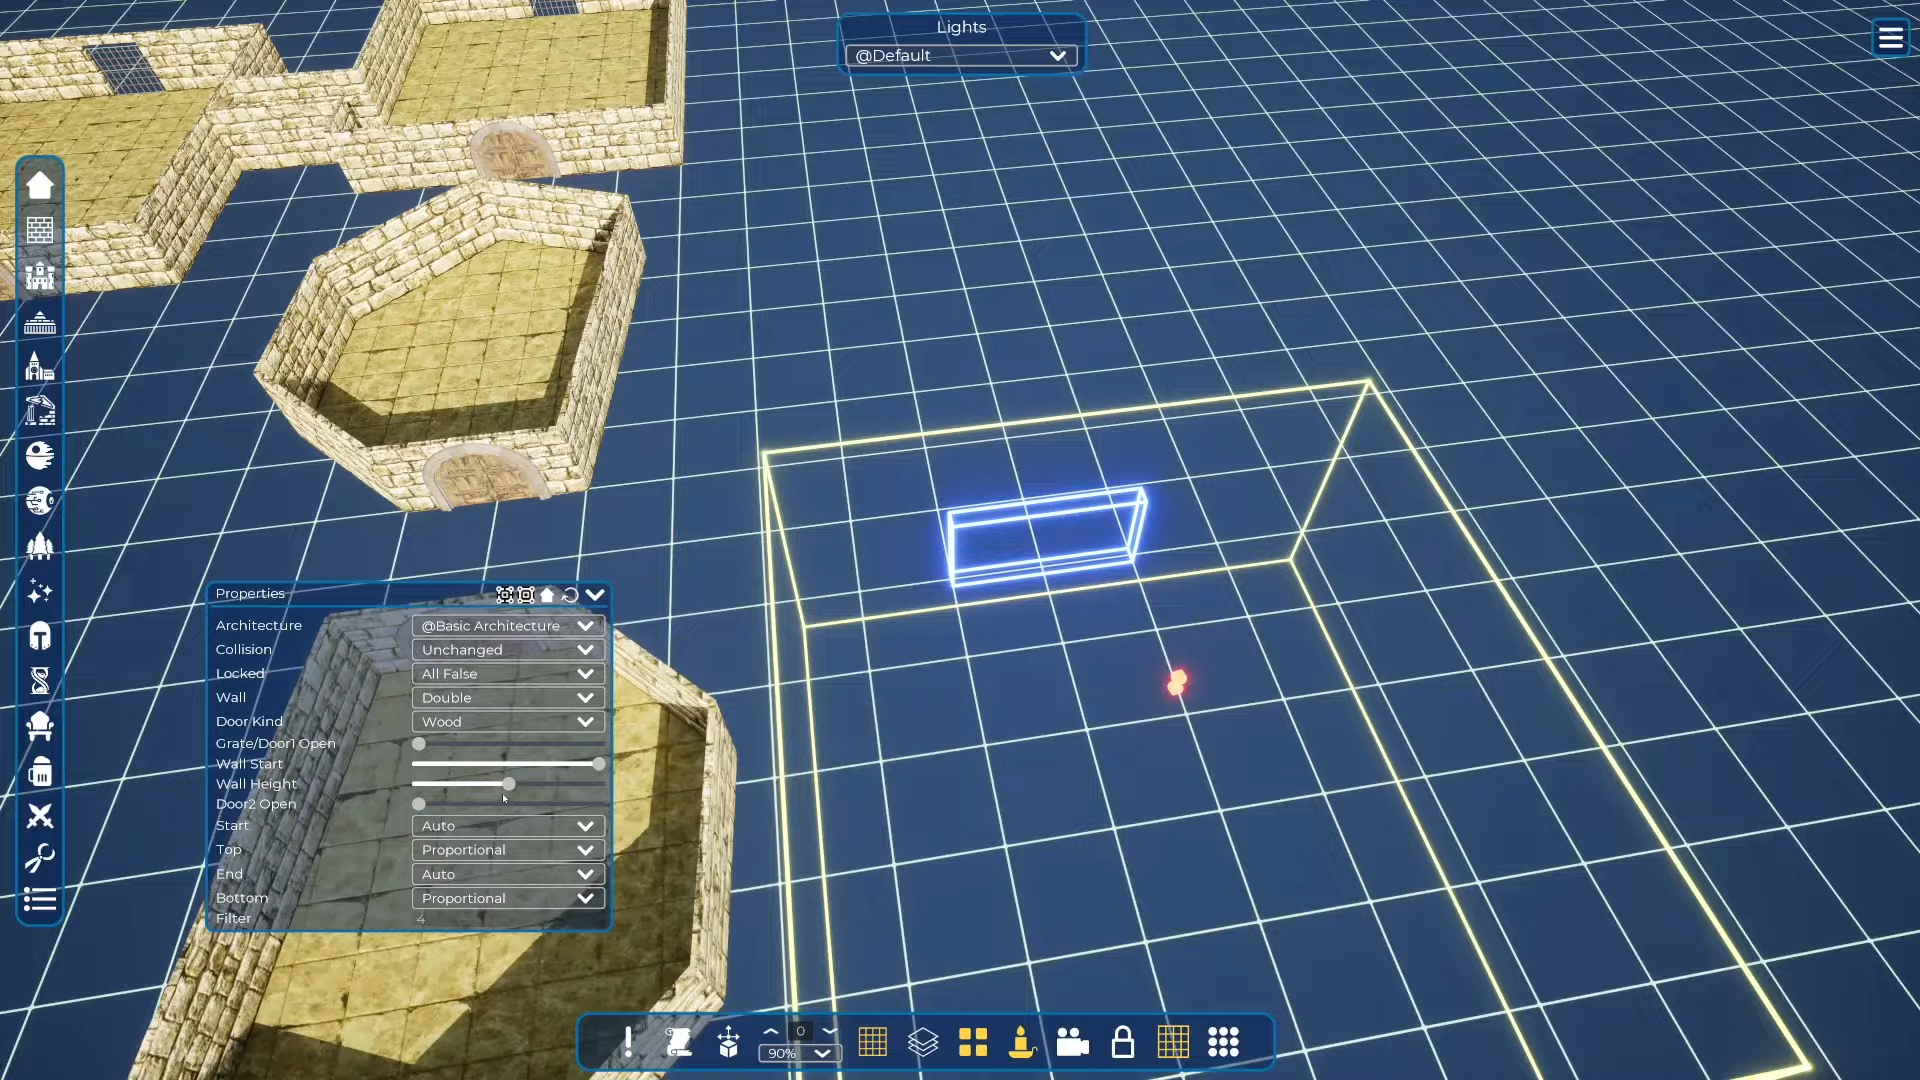 Lights
@Default
Properties
Architecture @Basic Architecture
Collision Unchanged
Locked All False
Wall Double
Door Kind Wood
Grate/Door1 Open
Wall Start
Wall Height
Door2 Open
Start Auto
Top Proportional
End Auto
Bottom Proportional
Filter 4
0
90%